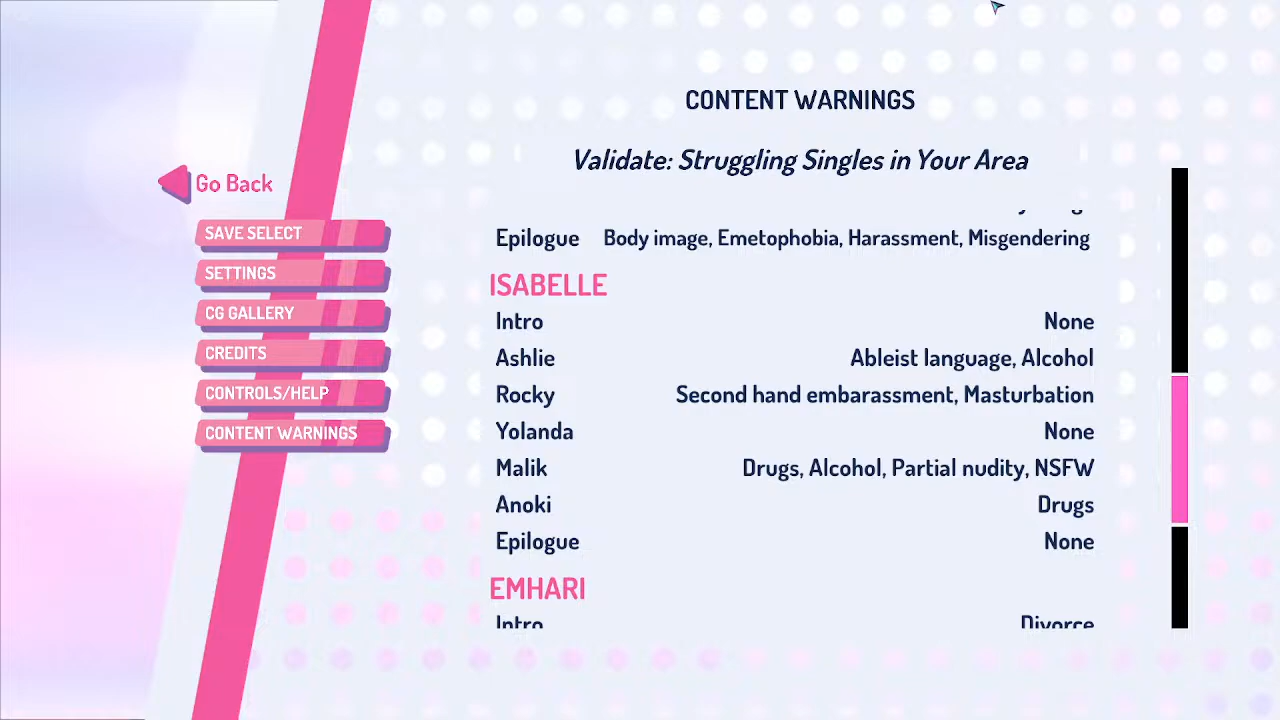 CONTENT WARNINGS
Validate: Struggling Singles in Your Area
Go Back
SAVE SELECT
SETTINGS
CG GALLERY
CREDITS
CONTROLS/HELP
CONTENT WARNINGS
Epilogue Body image, Emetophobia, Harassment, Misgendering
ISABELLE
Intro None
Ashlie Ableist language, Alcohol
Rocky Second hand embarassment, Masturbation
Yolanda None
Malik Drugs, Alcohol, Partial nudity, NSFW
Anoki Drugs
Epilogue None
EMHARI
Intro Divorce